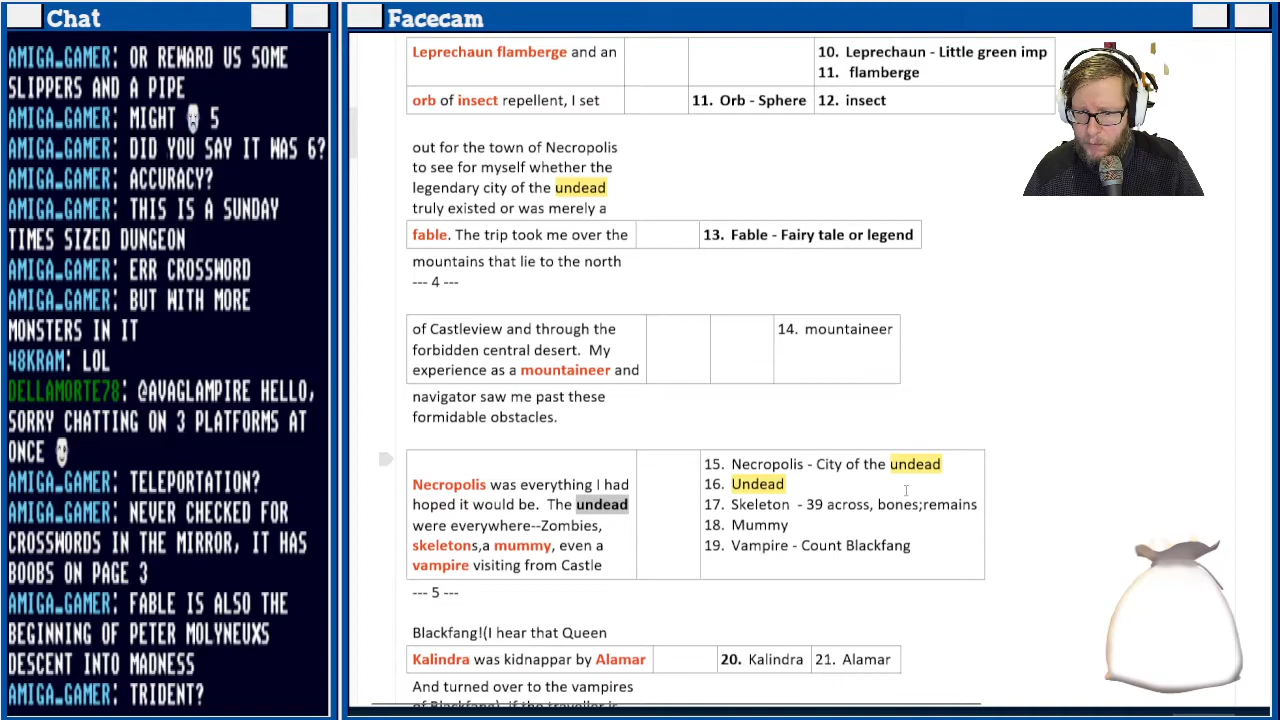 Chat
AMIGA_GAMER: OR REWARD US SOME
SLIPPERS AND A PIPE
AMIGA_GAMER: MIGHT 5
AMIGA_GAMER: DID YOU SAY IT WAS 6?
AMIGA_GAMER: ACCURACY?
AMIGA_GAMER: THIS IS A SUNDAY
TIMES SIZED DUNGEON
AMIGA_GAMER: ERR CROSSWORD
AMIGA_GAMER: BUT WITH MORE
MONSTERS IN IT
48KRAM: LOL
DELLAMORTE78: @AVAGLAMPIRE HELLO,
SORRY CHATTING ON 3 PLATFORMS AT
ONCE
AMIGA_GAMER: TELEPORTATION?
AMIGA_GAMER: NEVER CHECKED FOR
CROSSWORDS IN THE MIRROR, IT HAS
BOOBS ON PAGE 3
AMIGA_GAMER: FABLE IS ALSO THE
BEGINNING OF PETER MOLYNEUXS
DESCENT INTO MADNESS
AMIGA_GAMER: TRIDENT?
Facecam
Leprechaun flamberge and an
10. Leprechaun - Little green imp
11. flamberge
orb of insect repellent, I set
11. Orb - Sphere
12. insect
out for the town of Necropolis
to see for myself whether the
legendary city of the undead
truly existed or was merely a
fable. The trip took me over the
13. Fable - Fairy tale or legend
mountains that lie to the north
--- 4 ---
of Castleview and through the
forbidden central desert. My
experience as a mountaineer and
14. mountaineer
navigator saw me past these
formidable obstacles.
Necropolis was everything I had
hoped it would be. The undead
were everywhere--Zombies,
skeletons,a mummy, even a
vampire visiting from Castle
15. Necropolis - City of the undead
16. Undead
17. Skeleton - 39 across, bones;remains
18. Mummy
19. Vampire - Count Blackfang
--- 5 ---
Blackfang!(I hear that Queen
Kalindra was kidnappar by Alamar
20. Kalindra
21. Alamar
And turned over to the vampires
of Blackfang). If the traveller is